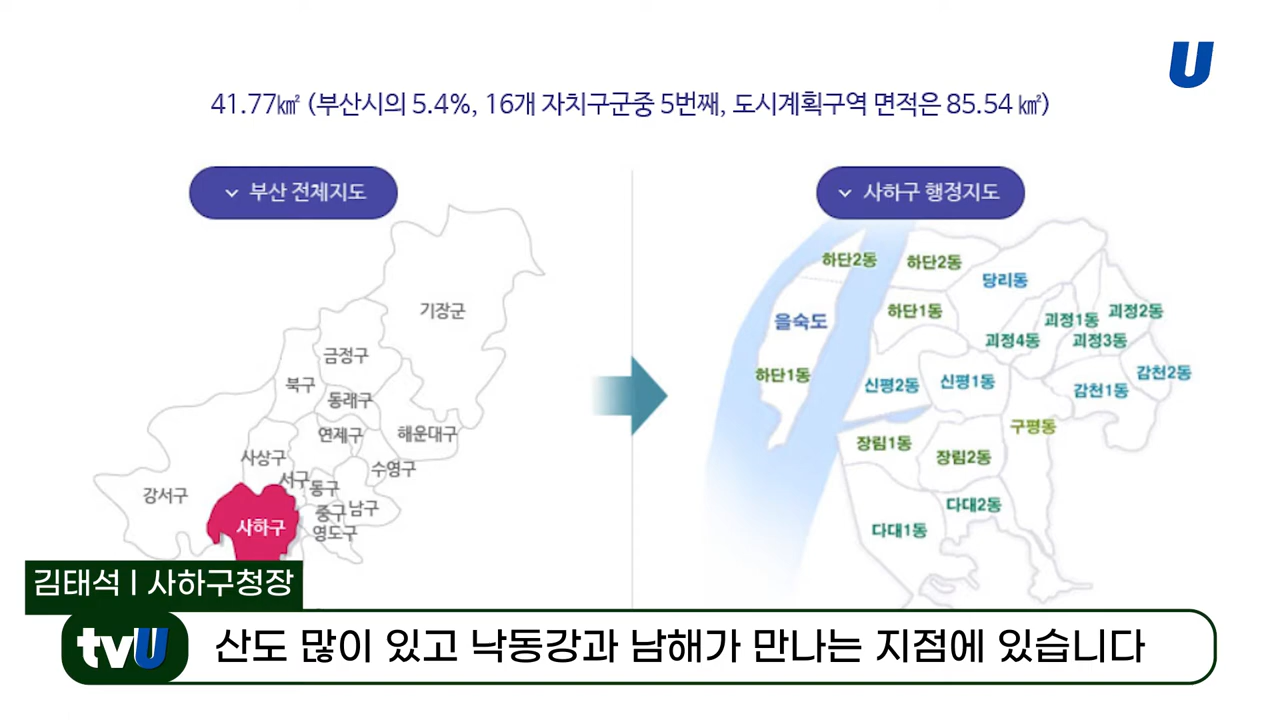 U
41.77㎢ (부산시의 5.4%, 16개 자치구군중 5번째, 도시계획구역 면적은 85.54 ㎢)
부산 전체지도
기장군
금정구
북구
동래구
연제구
해운대구
사상구
수영구
서구
동구
강서구
남구
중구
사하구
영도구
사하구 행정지도
하단2동
하단2동
당리동
을숙도
하단1동
괴정1동
괴정2동
괴정4동
괴정3동
하단1동
신평2동
신평1동
감천1동
감천2동
구평동
장림1동
장림2동
다대2동
다대1동
김태석 | 사하구청장
tvU
산도 많이 있고 낙동강과 남해가 만나는 지점에 있습니다